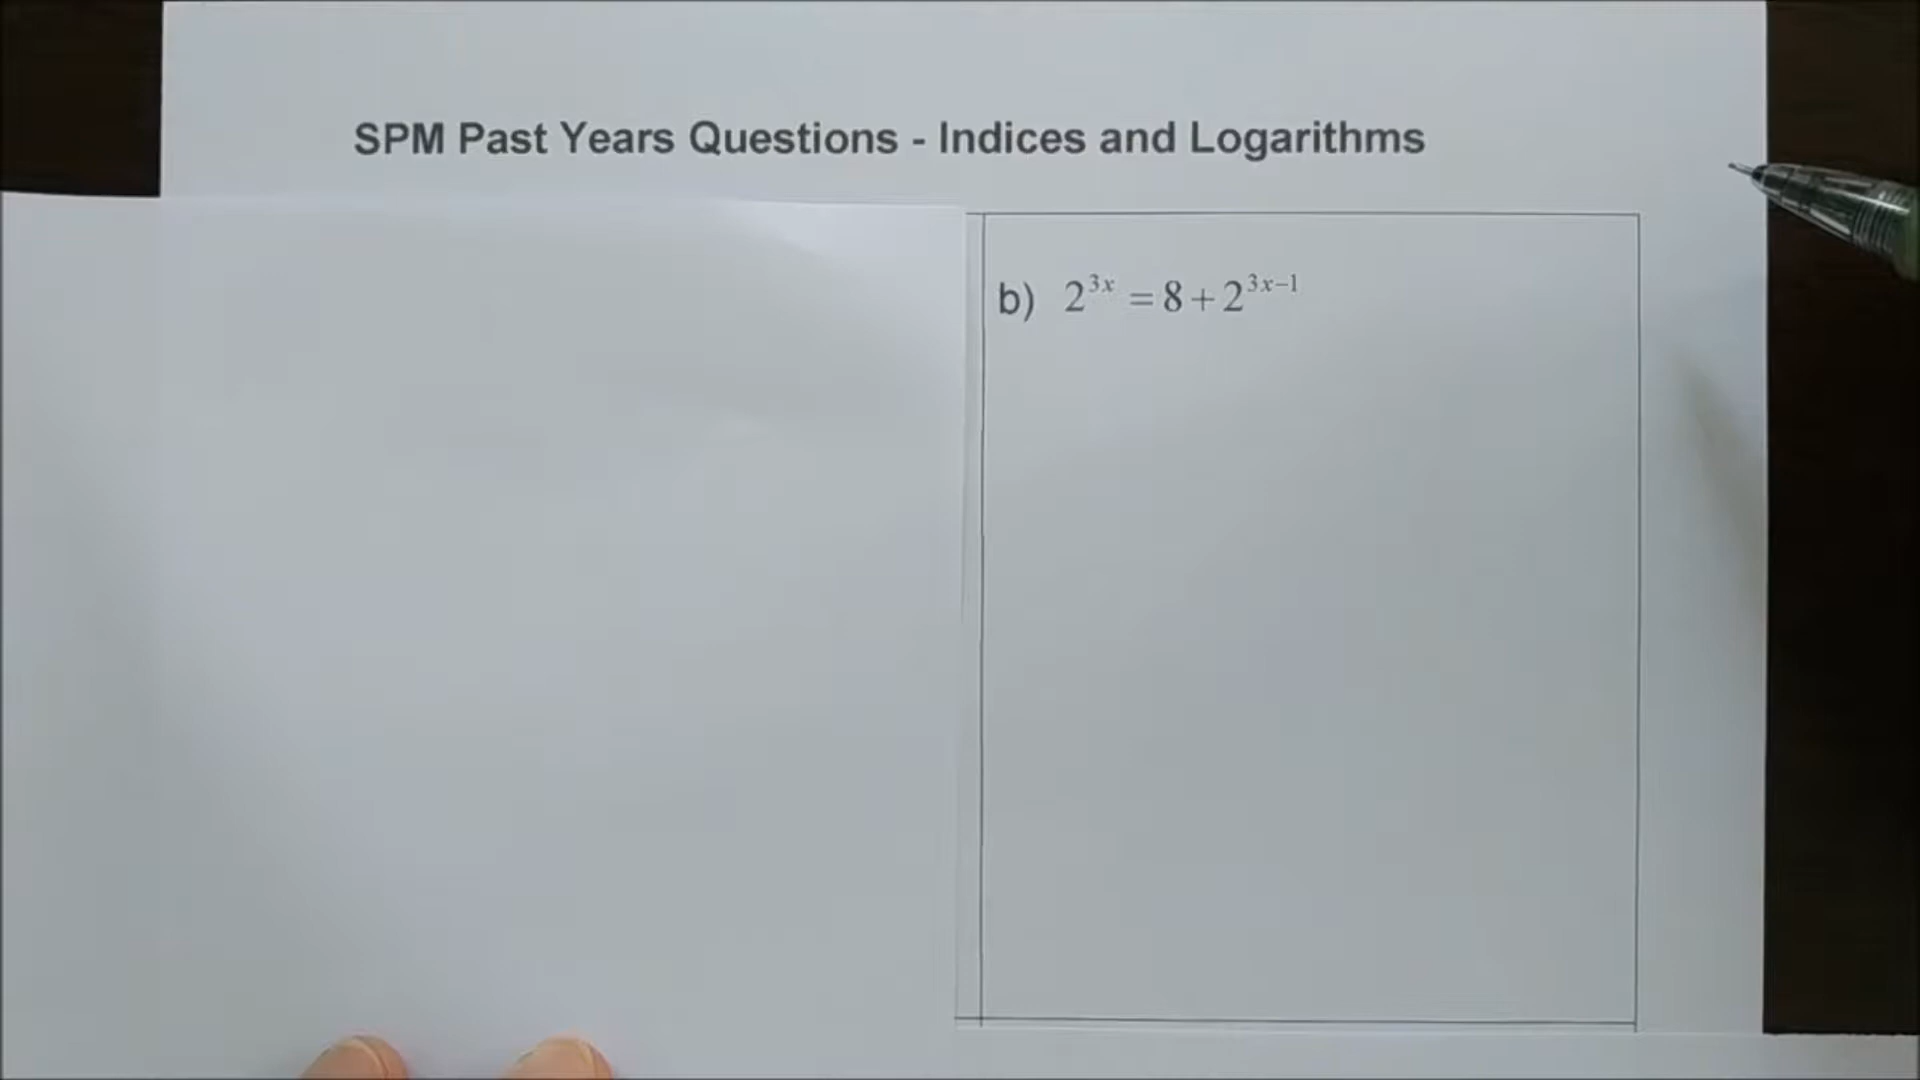 SPM Past Years Questions - Indices and Logarithms
b) 2^{3x} = 8 + 2^{3x-1}